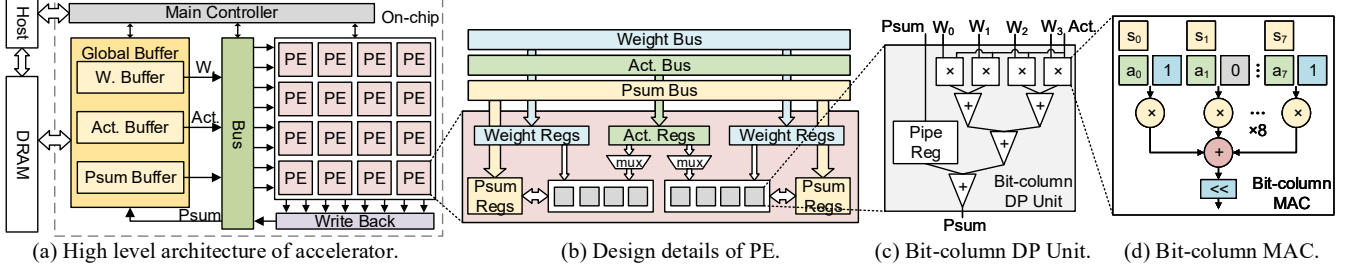 Host
DRAM
Main Controller
On-chip
Global Buffer
W. Buffer
Act. Buffer
Psum Buffer
W.
Act.
Psum
Bus
PE PE PE PE
PE PE PE PE
PE PE PE PE
PE PE PE PE
Write Back
(a) High level architecture of accelerator.
Weight Bus
Act. Bus
Psum Bus
Weight Regs
Act. Regs
Weight Regs
mux
mux
Psum Regs
Psum Regs
(b) Design details of PE.
Psum W0 W1 W2 W3 Act.
× × × ×
+ +
+
Pipe Reg
+
Bit-column DP Unit
Psum
(c) Bit-column DP Unit.
s0 s1 s7
a0 1 a1 0 ⋮ a7 1
× × ... ×
×8
+
<<
Bit-column MAC
(d) Bit-column MAC.